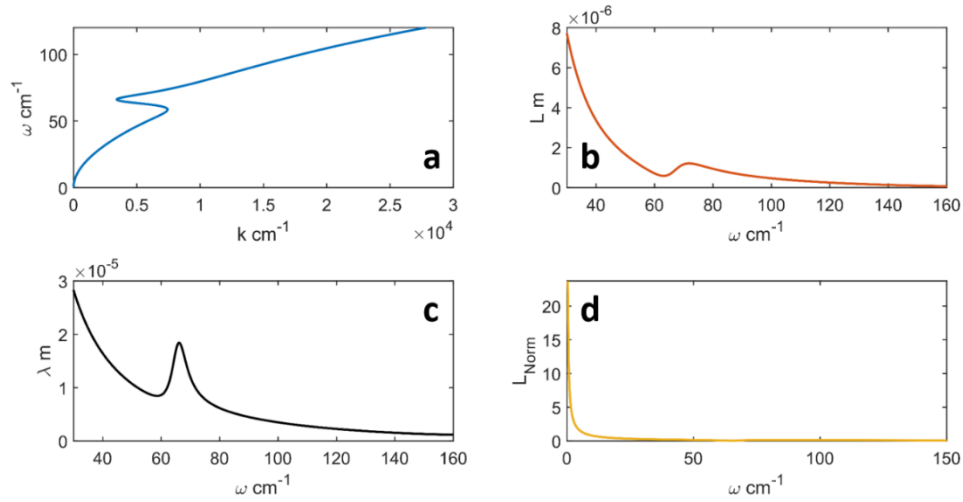 100
50
0
ω cm-1
0 0.5 1 1.5 2 2.5 3
k cm-1
×10^4
a
×10^-6
8
6
4
2
0
L m
40 60 80 100 120 140 160
ω cm-1
b
×10^-5
3
2
1
0
λ m
40 60 80 100 120 140 160
ω cm-1
c
20
15
10
5
0
L_Norm
0 50 100 150
ω cm-1
d